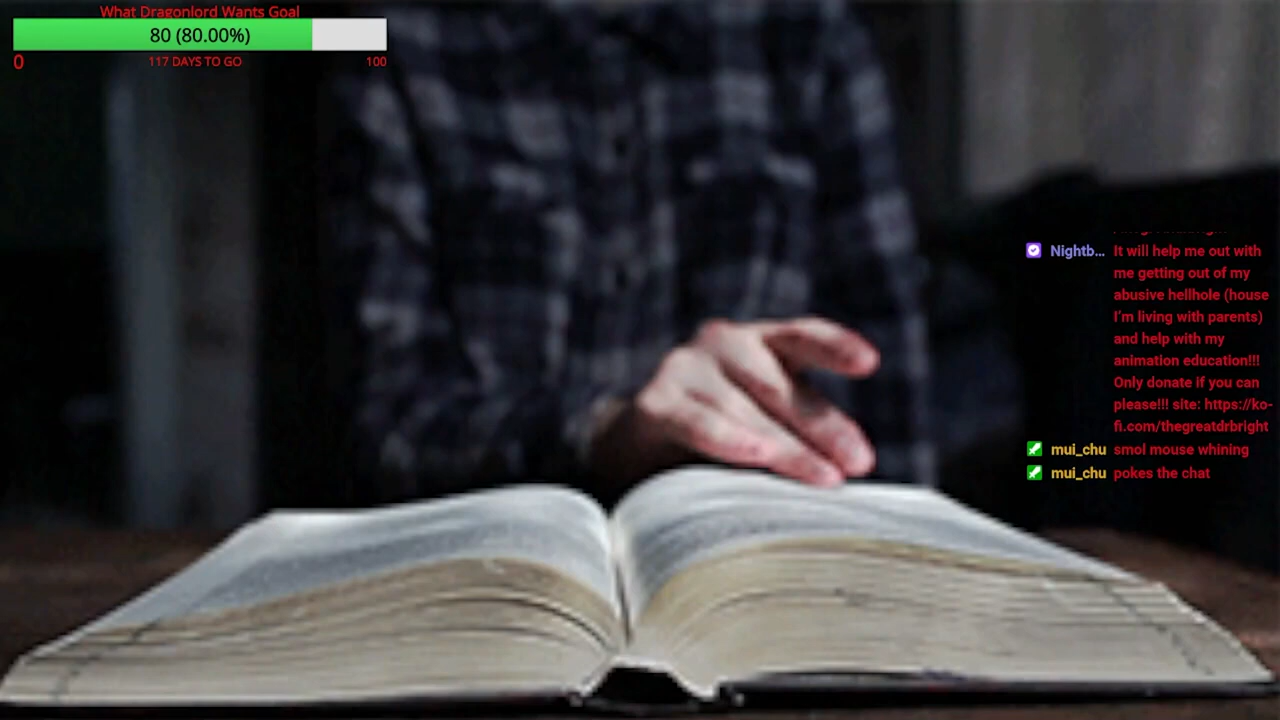 What Dragonlord Wants Goal
80 (80.00%)
0 117 DAYS TO GO 100
Nightb... It will help me out with
me getting out of my
abusive hellhole (house
I'm living with parents)
and help with my
animation education!!!
Only donate if you can
please!!! site: https://ko-
fi.com/thegreatdrbright
mui_chu smol mouse whining
mui_chu pokes the chat